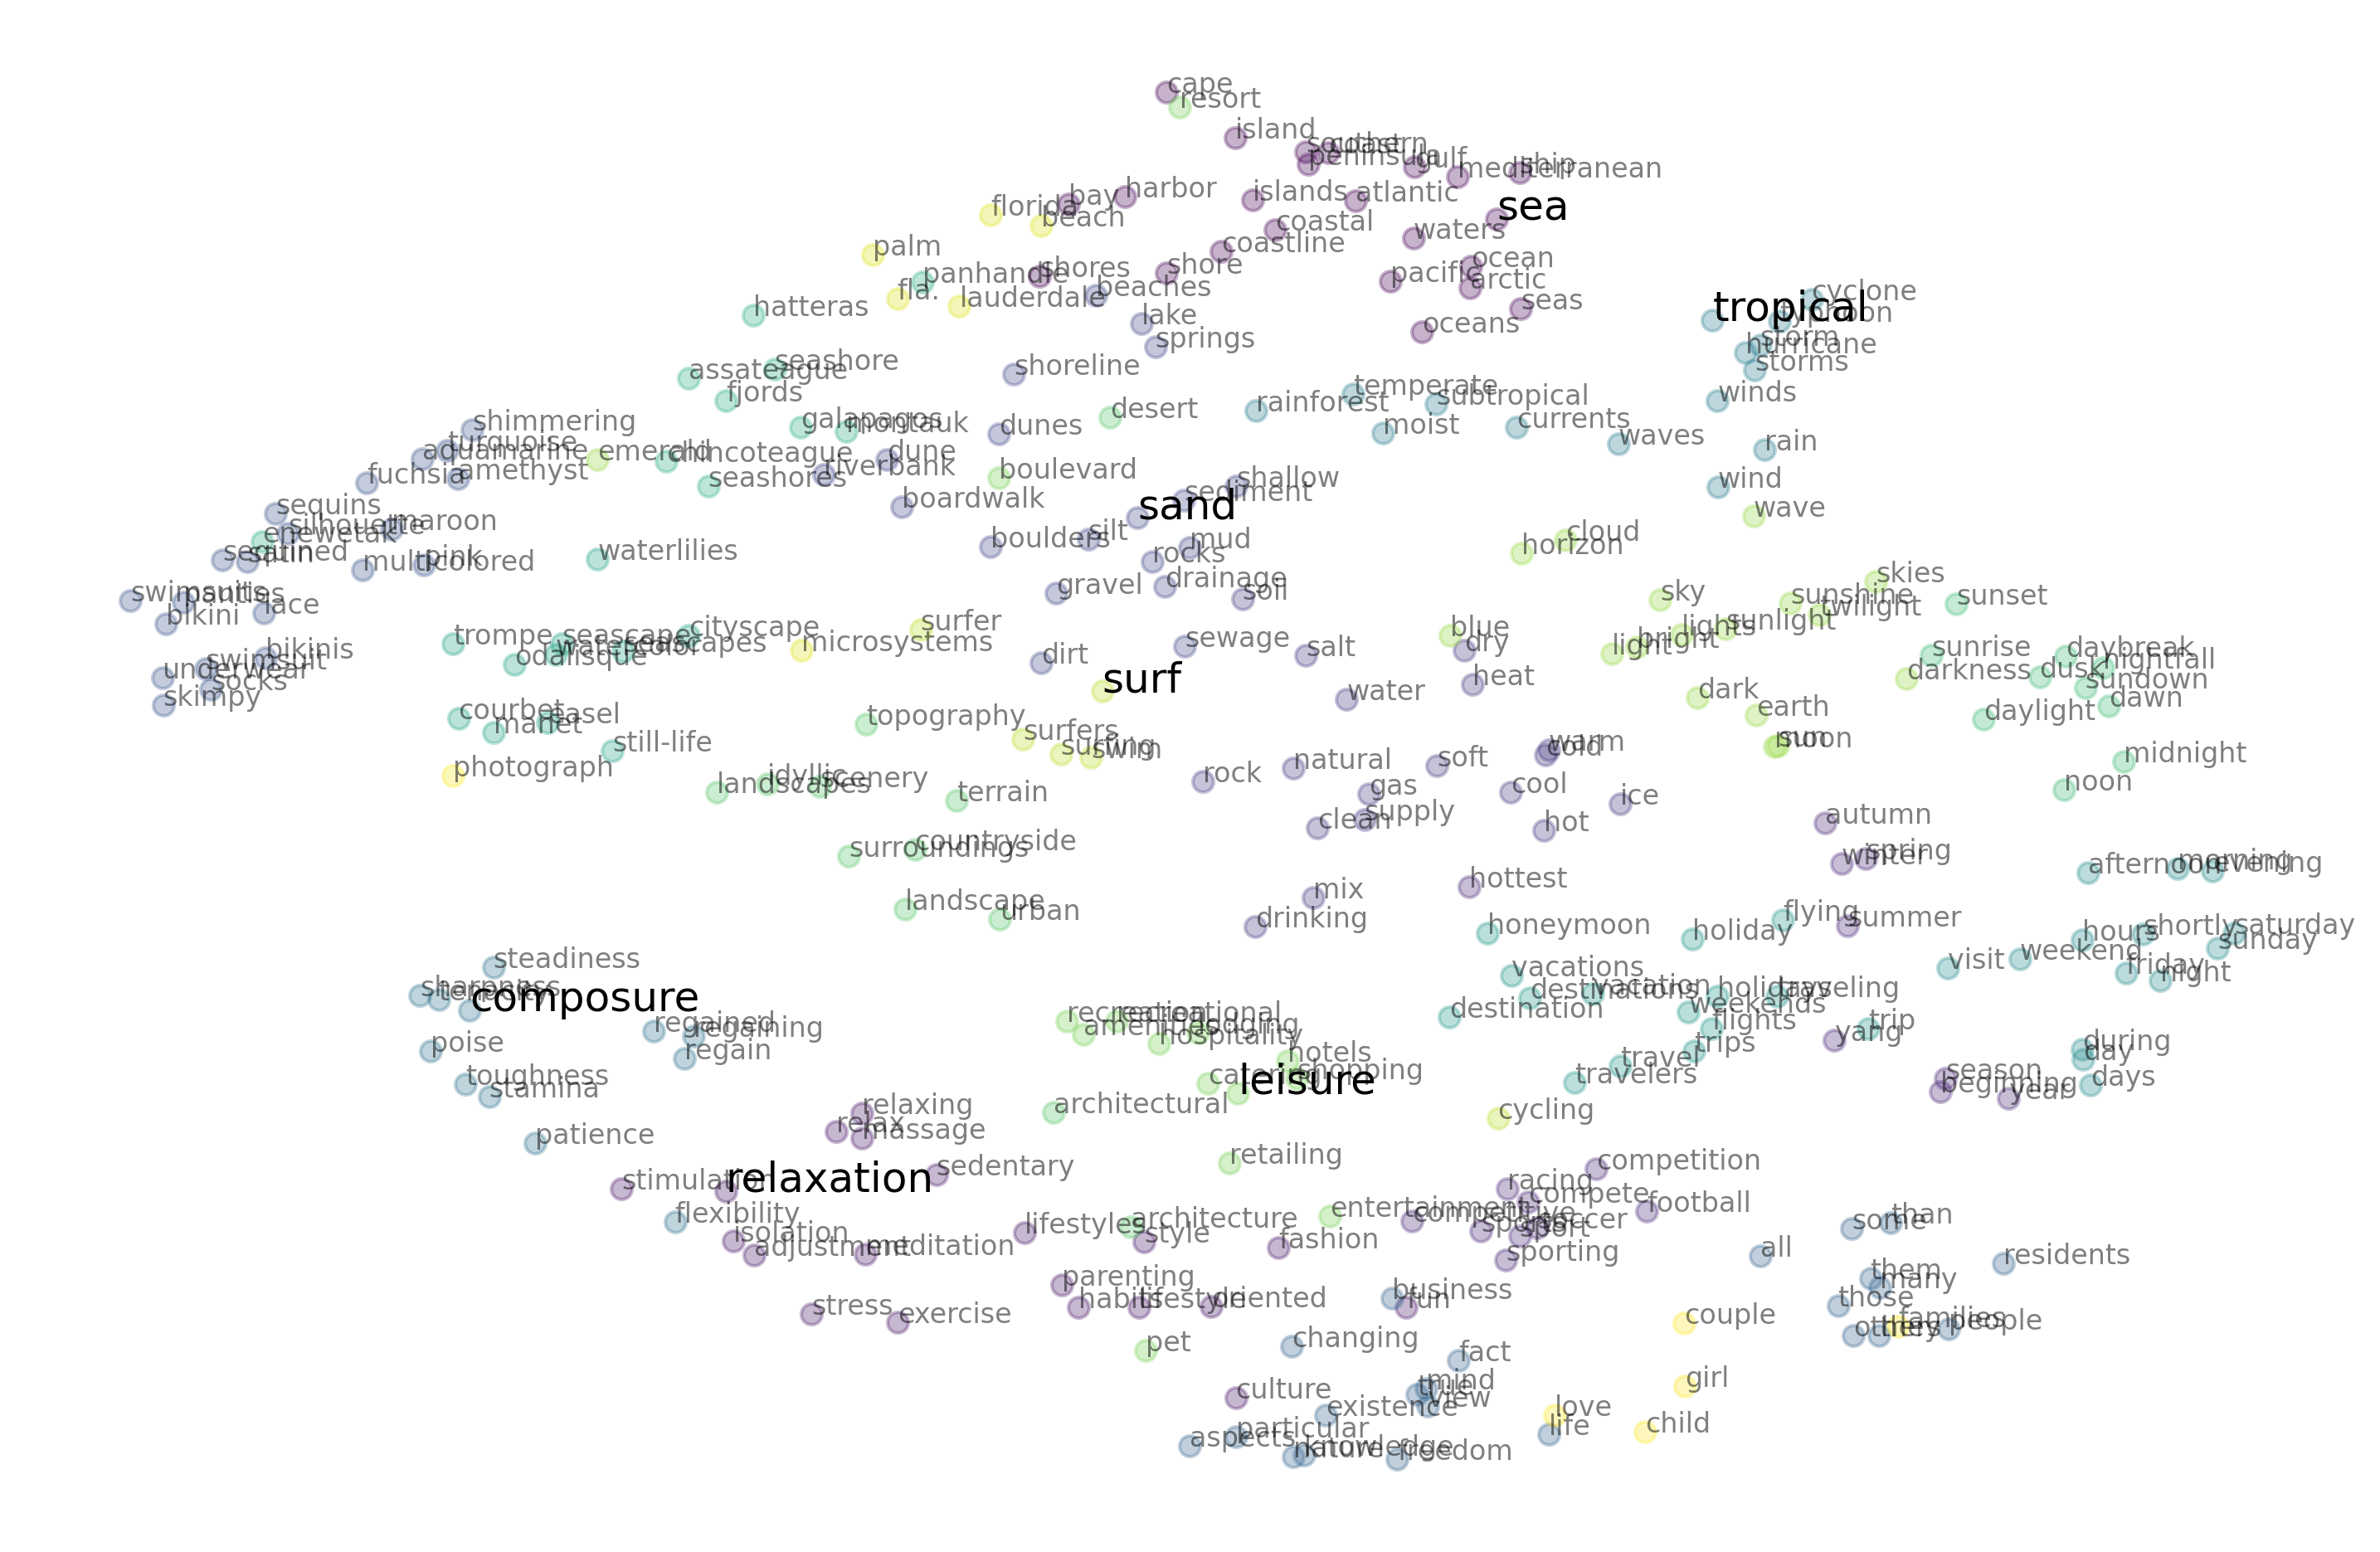 cape
resort
island
southern
coast
peninsula
gulf
mediterranean
ship
sea
islands
atlantic
harbor
bay
florida
beach
coastal
waters
coastline
palm
ocean
shore
shores
pacific
arctic
panhandle
beaches
fla.
lauderdale
seas
hatteras
lake
oceans
springs
tropical
cyclone
typhoon
storm
hurricane
storms
seashore
assateague
shoreline
fjords
temperate
subtropical
rainforest
desert
winds
galapagos
montauk
dunes
moist
currents
waves
rain
shimmering
turquoise
aquamarine
emerald
chincoteague
dune
riverbank
fuchsia
amethyst
seashores
boulevard
shallow
wind
boardwalk
sediment
sand
wave
sequins
silhouette
maroon
enewetak
sequined
satin
multicolored
pink
waterlilies
boulders
silt
mud
rocks
cloud
horizon
gravel
drainage
soil
skies
sky
sunshine
twilight
sunset
swimsuits
panties
lace
bikini
trompe
seascape
cityscape
watercolor
seascapes
odalisque
microsystems
surfer
sewage
salt
dirt
blue
dry
lights
sunlight
bright
light
sunrise
daybreak
nightfall
bikinis
swimsuit
underwear
socks
skimpy
surf
water
heat
darkness
dusk
sundown
dark
dawn
courbet
easel
manet
still-life
topography
surfers
surfing
swim
earth
daylight
sun
moon
photograph
landscapes
idyllic
scenery
terrain
rock
natural
soft
warm
cold
midnight
noon
gas
cool
ice
supply
clean
hot
autumn
surroundings
countryside
winter
spring
afternoon
morning
evening
landscape
urban
mix
drinking
hottest
honeymoon
holiday
flying
summer
hours
shortly
saturday
sunday
steadiness
visit
weekend
friday
night
sharpness
tenacity
composure
vacations
destinations
vacation
holidays
traveling
destination
weekends
regained
regaining
regain
poise
recreation
recreational
amenities
lodging
hospitality
flights
trip
yang
trips
hotels
shopping
during
day
toughness
stamina
catering
leisure
travel
travelers
season
beginning
year
days
relaxing
relax
massage
architectural
cycling
patience
stimulation
relaxation
sedentary
retailing
competition
racing
compete
flexibility
isolation
adjustment
meditation
lifestyles
architecture
style
fashion
entertainment
competitive
sports
soccer
sport
football
sporting
some
than
all
residents
parenting
habits
lifestyle
oriented
business
fun
them
many
those
stress
exercise
couple
families
others
they
people
pet
changing
fact
mind
true
view
girl
culture
existence
love
life
child
particular
aspects
nature
knowledge
freedom